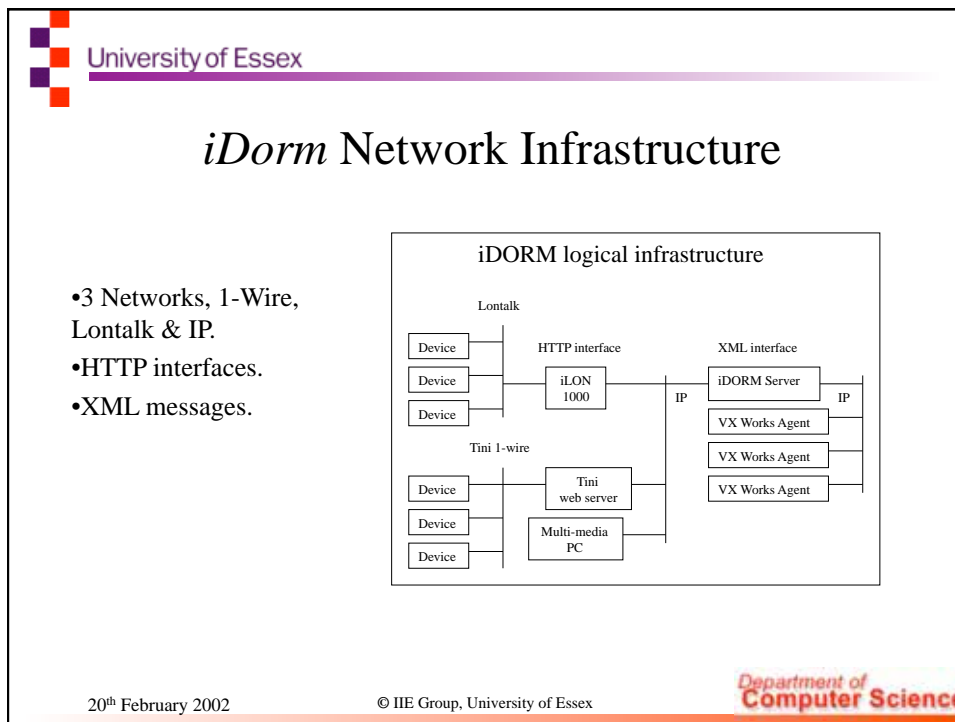 University of Essex
iDorm Network Infrastructure
•3 Networks, 1-Wire,
Lontalk & IP.
•HTTP interfaces.
•XML messages.
iDORM logical infrastructure
Lontalk
Device
Device
Device
HTTP interface
iLON
1000
XML interface
IP
iDORM Server
IP
VX Works Agent
VX Works Agent
VX Works Agent
Tini 1-wire
Device
Device
Device
Tini
web server
Multi-media
PC
20th February 2002
© IIE Group, University of Essex
Department of
Computer Science